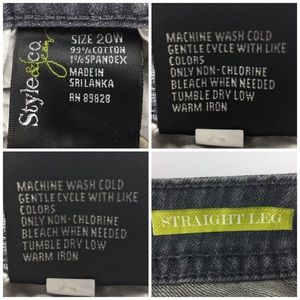 Style&co.
jeans
SIZE 20W
99% COTTON
1% SPANDEX
MADE IN
SRI LANKA
RN 89828
MACHINE WASH COLD
GENTLE CYCLE WITH LIKE
COLORS
ONLY NON-CHLORINE
BLEACH WHEN NEEDED
TUMBLE DRY LOW
WARM IRON
MACHINE WASH COLD
GENTLE CYCLE WITH LIKE
COLORS
ONLY NON-CHLORINE
BLEACH WHEN NEEDED
TUMBLE DRY LOW
WARM IRON
STRAIGHT LEG